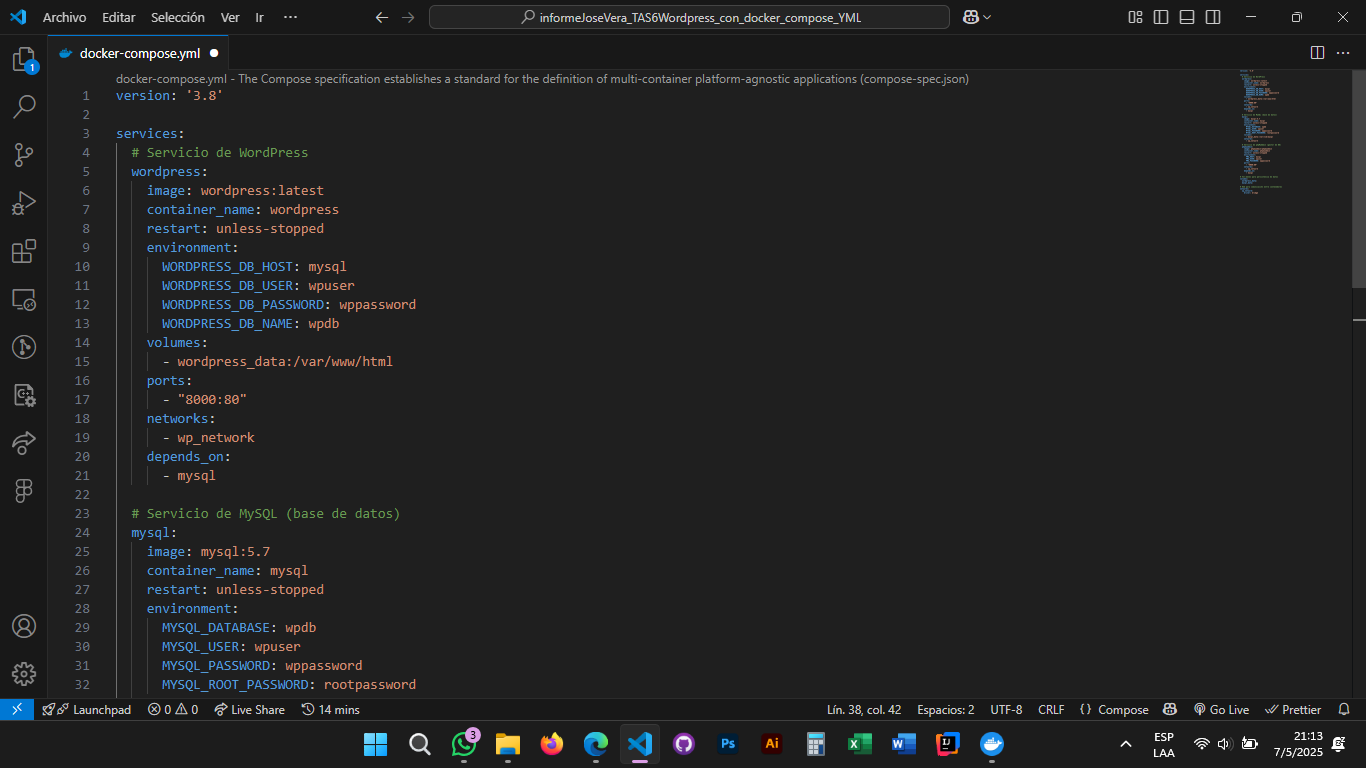 Archivo Editar Selección Ver Ir ···
informeJoseVera_TAS6Wordpress_con_docker_compose_YML
1
docker-compose.yml
docker-compose.yml - The Compose specification establishes a standard for the definition of multi-container platform-agnostic applications (compose-spec.json)
1 version: '3.8'
2
3 services:
4 # Servicio de WordPress
5 wordpress:
6 image: wordpress:latest
7 container_name: wordpress
8 restart: unless-stopped
9 environment:
10 WORDPRESS_DB_HOST: mysql
11 WORDPRESS_DB_USER: wpuser
12 WORDPRESS_DB_PASSWORD: wppassword
13 WORDPRESS_DB_NAME: wpdb
14 volumes:
15 - wordpress_data:/var/www/html
16 ports:
17 - "8000:80"
18 networks:
19 - wp_network
20 depends_on:
21 - mysql
22
23 # Servicio de MySQL (base de datos)
24 mysql:
25 image: mysql:5.7
26 container_name: mysql
27 restart: unless-stopped
28 environment:
29 MYSQL_DATABASE: wpdb
30 MYSQL_USER: wpuser
31 MYSQL_PASSWORD: wppassword
32 MYSQL_ROOT_PASSWORD: rootpassword
Launchpad 0 0 Live Share 14 mins Lín. 38, col. 42 Espacios: 2 UTF-8 CRLF {} Compose Go Live Prettier
3
Ps Ai
ESP
LAA
21:13
7/5/2025